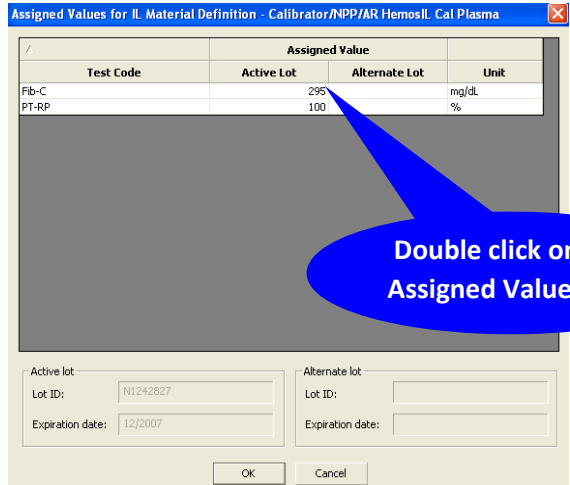 Assigned Values for IL Material Definition - Calibrator/NPP/AR HemosIL Cal Plasma
Assigned Value
Test Code Active Lot Alternate Lot Unit
Fib-C 295 mg/dL
PT-RP 100 %
Double click on
Assigned Value
Active lot Alternate lot
Lot ID: N1242827 Lot ID:
Expiration date: 12/2007 Expiration date:
OK Cancel